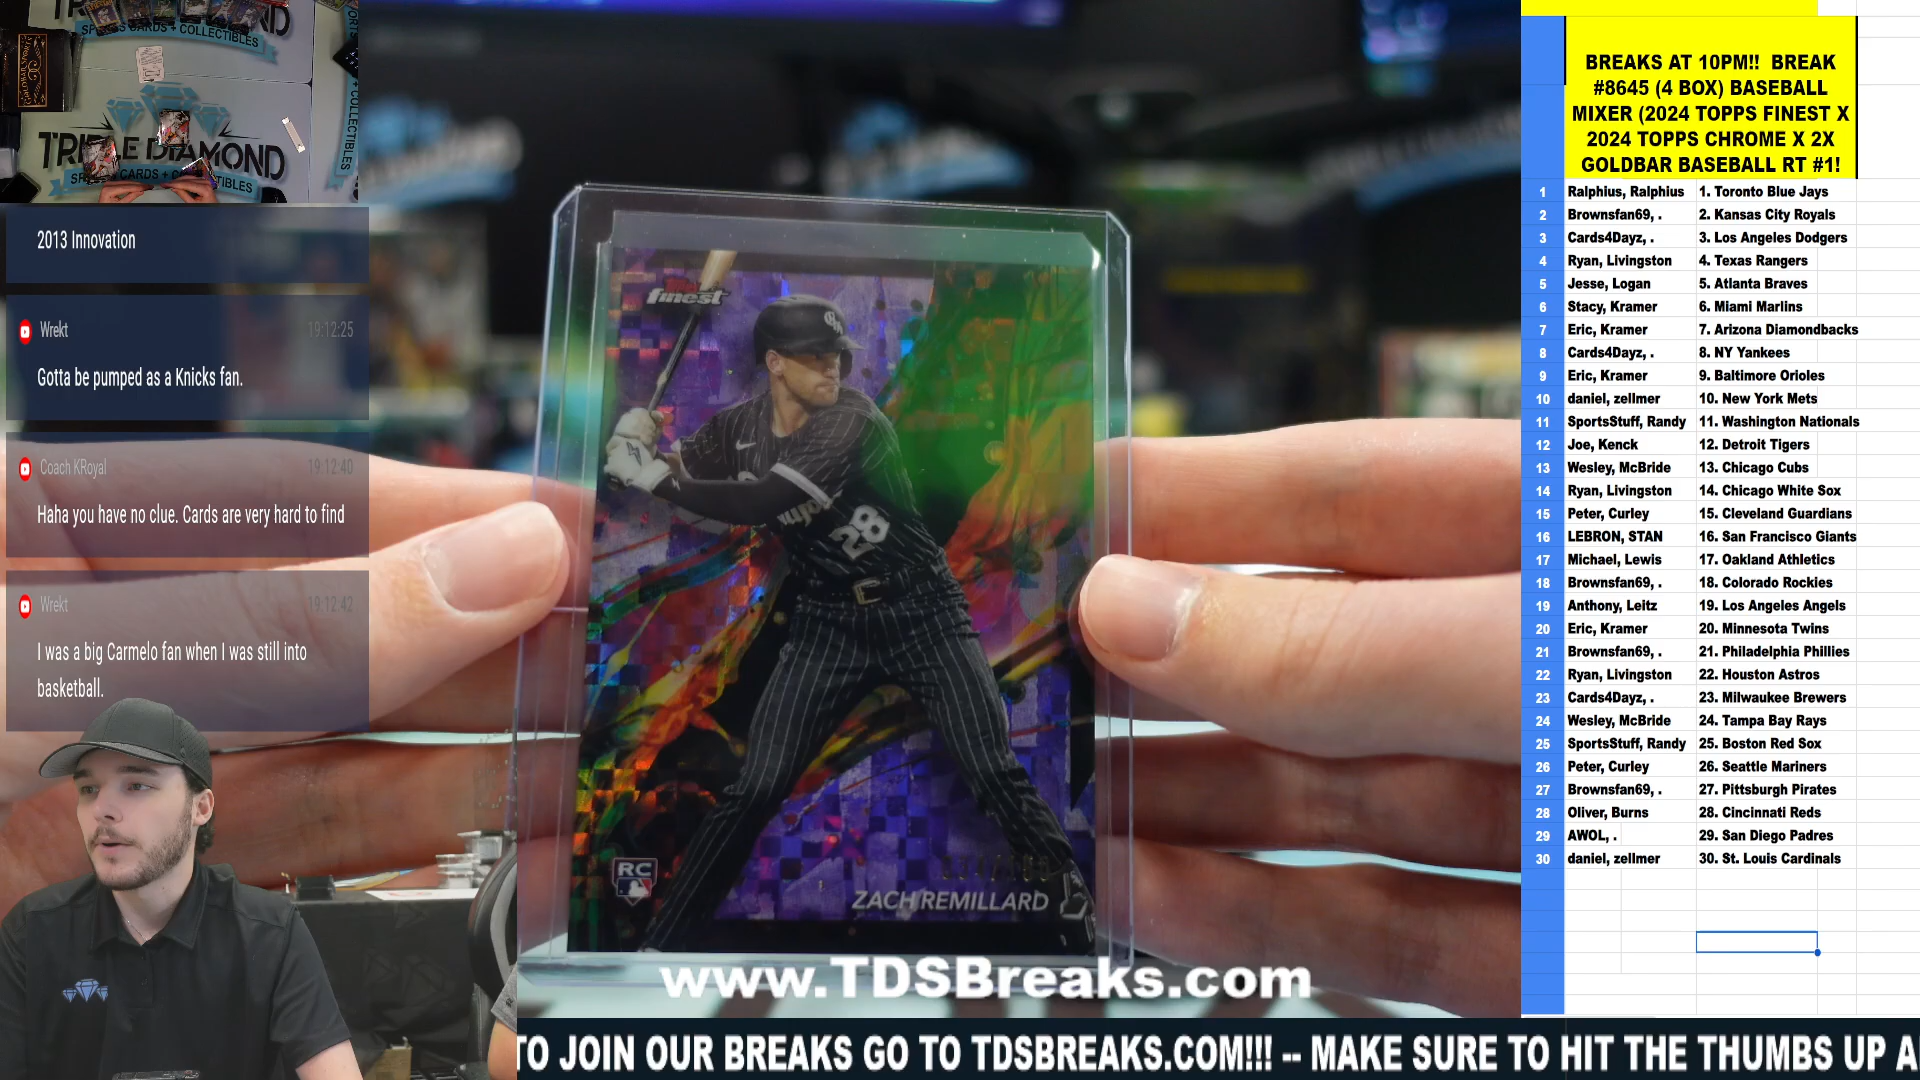 SPORTS CARDS + COLLECTIBLES
TRIPLE DIAMOND
2013 Innovation
Wrekt 19:12:25
Gotta be pumped as a Knicks fan.
Coach KRoyal 19:12:40
Haha you have no clue. Cards are very hard to find
Wrekt 19:12:42
I was a big Carmelo fan when I was still into
basketball.
Topps
finest
28
RC
ZACH REMILLARD
www.TDSBreaks.com
TO JOIN OUR BREAKS GO TO TDSBREAKS.COM!!! -- MAKE SURE TO HIT THE THUMBS UP
BREAKS AT 10PM!! BREAK
#8645 (4 BOX) BASEBALL
MIXER (2024 TOPPS FINEST X
2024 TOPPS CHROME X 2X
GOLDBAR BASEBALL RT #1!
1 Ralphius, Ralphius 1. Toronto Blue Jays
2 Brownsfan69, . 2. Kansas City Royals
3 Cards4Dayz, . 3. Los Angeles Dodgers
4 Ryan, Livingston 4. Texas Rangers
5 Jesse, Logan 5. Atlanta Braves
6 Stacy, Kramer 6. Miami Marlins
7 Eric, Kramer 7. Arizona Diamondbacks
8 Cards4Dayz, . 8. NY Yankees
9 Eric, Kramer 9. Baltimore Orioles
10 daniel, zellmer 10. New York Mets
11 SportsStuff, Randy 11. Washington Nationals
12 Joe, Kenck 12. Detroit Tigers
13 Wesley, McBride 13. Chicago Cubs
14 Ryan, Livingston 14. Chicago White Sox
15 Peter, Curley 15. Cleveland Guardians
16 LEBRON, STAN 16. San Francisco Giants
17 Michael, Lewis 17. Oakland Athletics
18 Brownsfan69, . 18. Colorado Rockies
19 Anthony, Leitz 19. Los Angeles Angels
20 Eric, Kramer 20. Minnesota Twins
21 Brownsfan69, . 21. Philadelphia Phillies
22 Ryan, Livingston 22. Houston Astros
23 Cards4Dayz, . 23. Milwaukee Brewers
24 Wesley, McBride 24. Tampa Bay Rays
25 SportsStuff, Randy 25. Boston Red Sox
26 Peter, Curley 26. Seattle Mariners
27 Brownsfan69, . 27. Pittsburgh Pirates
28 Oliver, Burns 28. Cincinnati Reds
29 AWOL, . 29. San Diego Padres
30 daniel, zellmer 30. St. Louis Cardinals